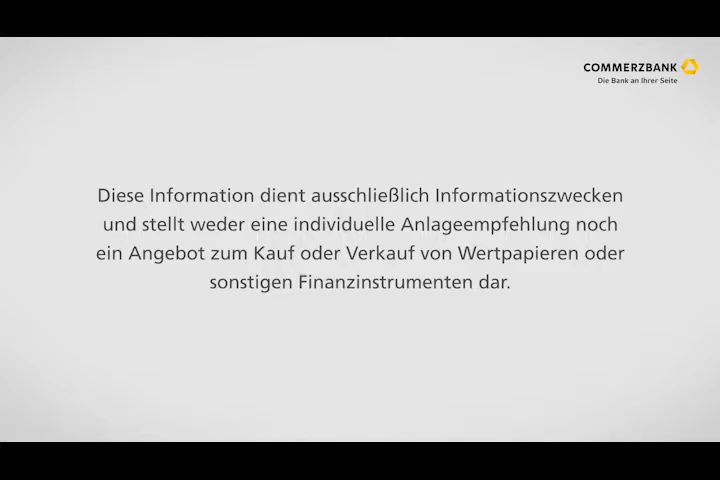 COMMERZBANK
Die Bank an Ihrer Seite
Diese Information dient ausschließlich Informationszwecken
und stellt weder eine individuelle Anlageempfehlung noch
ein Angebot zum Kauf oder Verkauf von Wertpapieren oder
sonstigen Finanzinstrumenten dar.